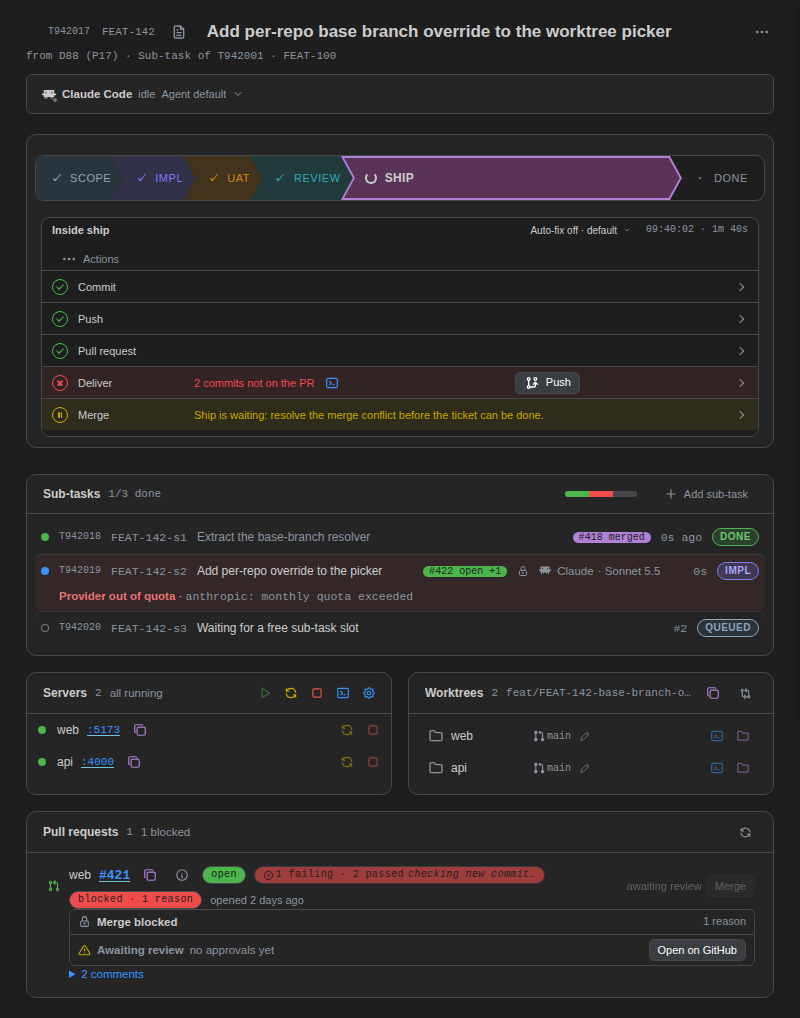 T942017 FEAT-142 Add per-repo base branch override to the worktree picker
from D88 (P17) · Sub-task of T942001 · FEAT-100
Claude Code idle Agent default
SCOPE IMPL UAT REVIEW SHIP DONE
Inside ship Auto-fix off · default 09:40:02 · 1m 40s
Actions
Commit
Push
Pull request
Deliver 2 commits not on the PR Push
Merge Ship is waiting: resolve the merge conflict before the ticket can be done.
Sub-tasks 1/3 done Add sub-task
T942018 FEAT-142-s1 Extract the base-branch resolver #418 merged 0s ago DONE
T942019 FEAT-142-s2 Add per-repo override to the picker #422 open +1 Claude · Sonnet 5.5 0s IMPL
Provider out of quota · anthropic: monthly quota exceeded
T942020 FEAT-142-s3 Waiting for a free sub-task slot #2 QUEUED
Servers 2 all running
web :5173
api :4000
Worktrees 2 feat/FEAT-142-base-branch-o…
web main
api main
Pull requests 1 1 blocked
web #421 open 1 failing · 2 passed checking new commit…
blocked · 1 reason opened 2 days ago
awaiting review Merge
Merge blocked 1 reason
Awaiting review no approvals yet Open on GitHub
2 comments